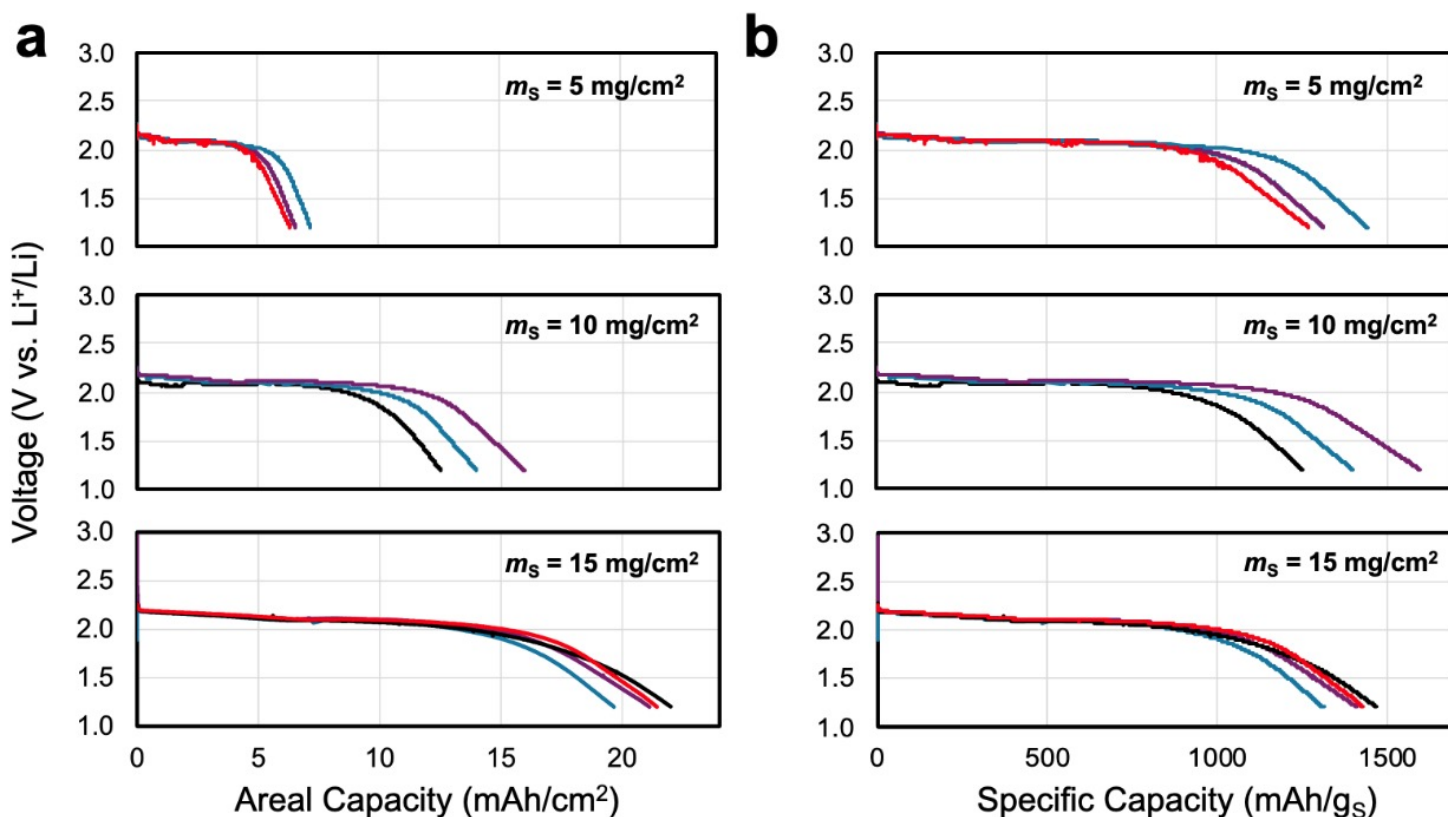 a
b
Voltage (V vs. Li⁺/Li)
3.0
2.5
2.0
1.5
1.0
mS = 5 mg/cm²
3.0
2.5
2.0
1.5
1.0
mS = 5 mg/cm²
3.0
2.5
2.0
1.5
1.0
mS = 10 mg/cm²
3.0
2.5
2.0
1.5
1.0
mS = 10 mg/cm²
3.0
2.5
2.0
1.5
1.0
mS = 15 mg/cm²
3.0
2.5
2.0
1.5
1.0
mS = 15 mg/cm²
0 5 10 15 20
0 500 1000 1500
Areal Capacity (mAh/cm²)
Specific Capacity (mAh/gS)